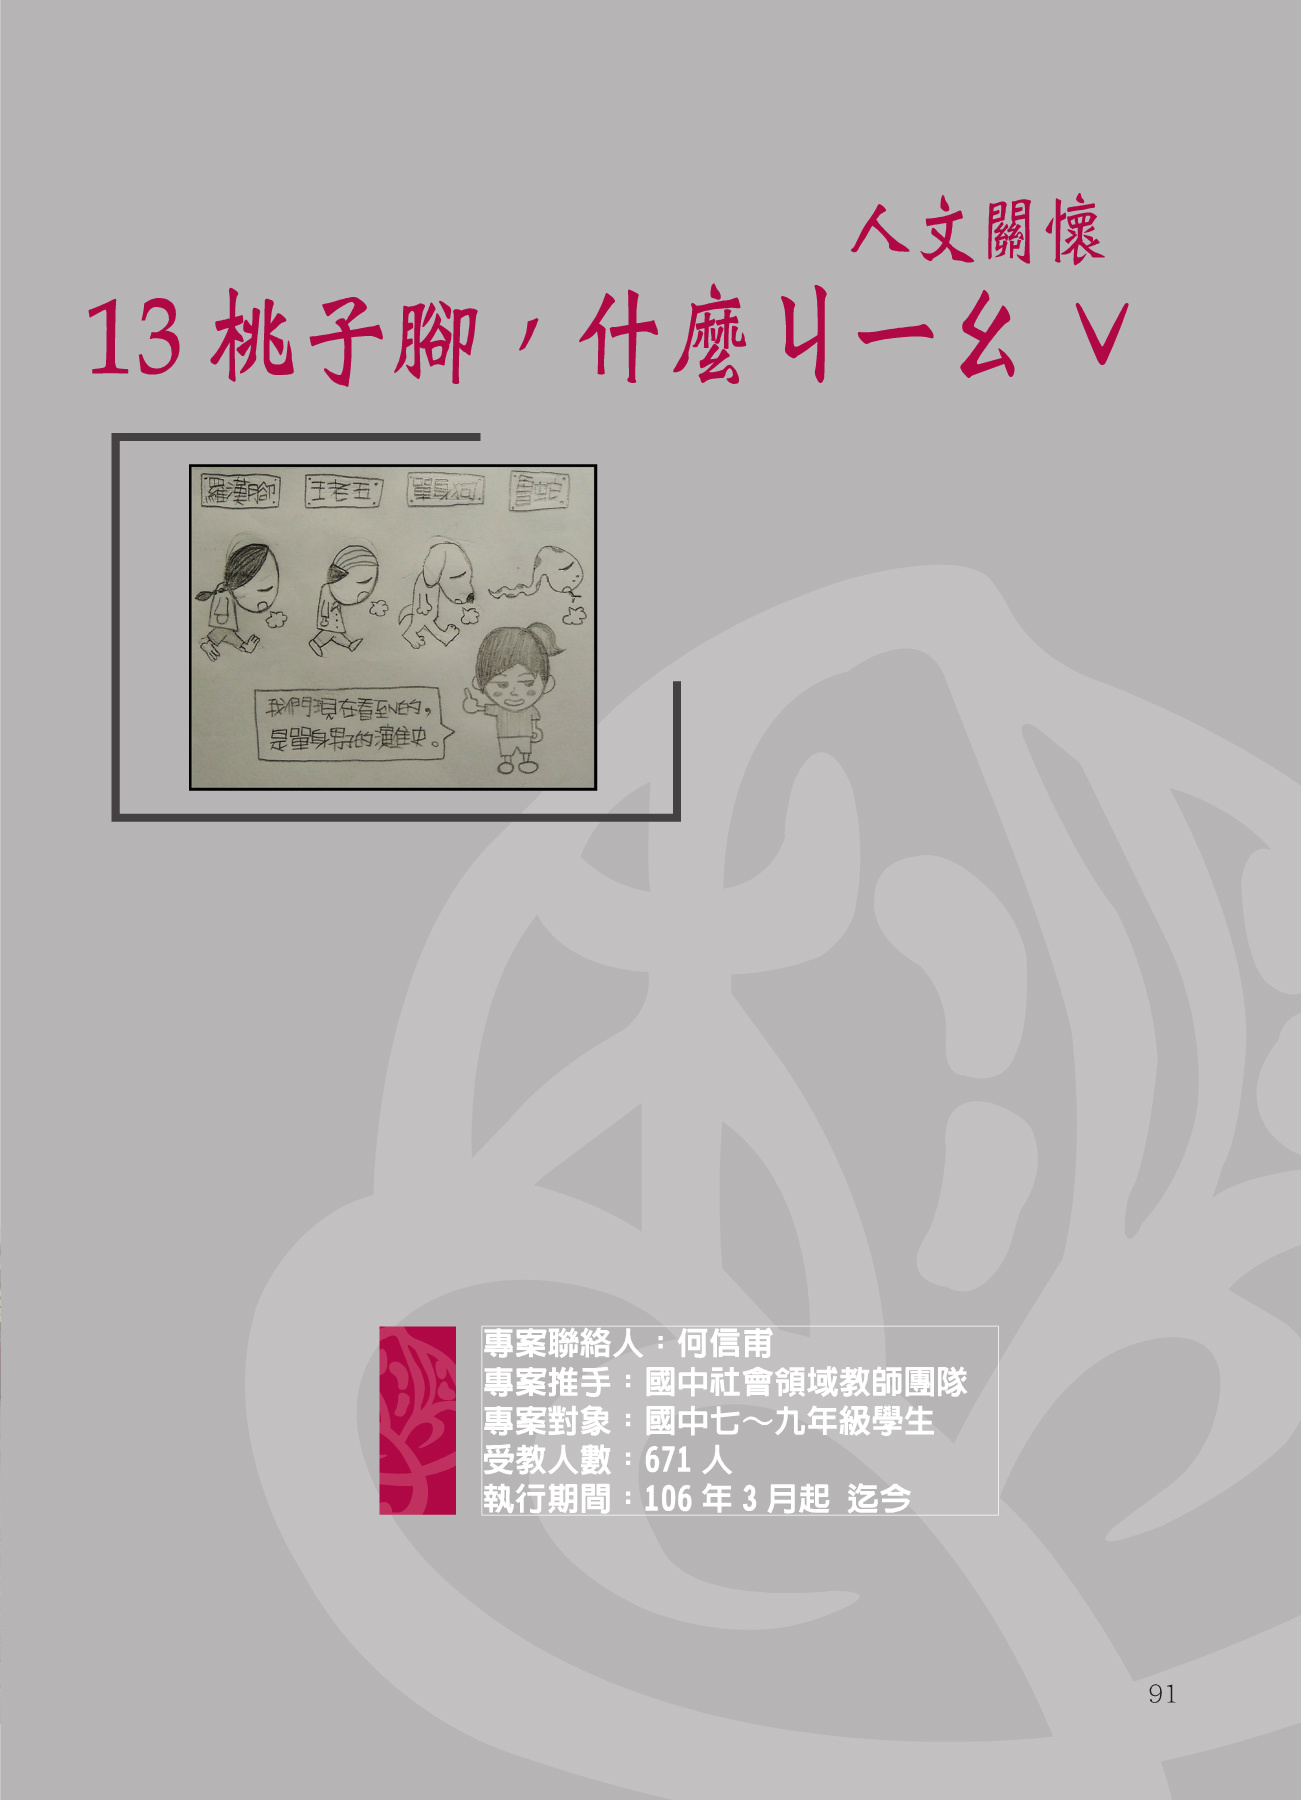 人文關懷
13 桃子腳，什麼ㄐㄧㄠ ˇ
羅漢腳 王老五 單身狗 魯蛇
我們現在看到的，
是單身男子的演進史。
專案聯絡人：何信甫
專案推手：國中社會領域教師團隊
專案對象：國中七～九年級學生
受教人數：671 人
執行期間：106 年 3 月起 迄今
91